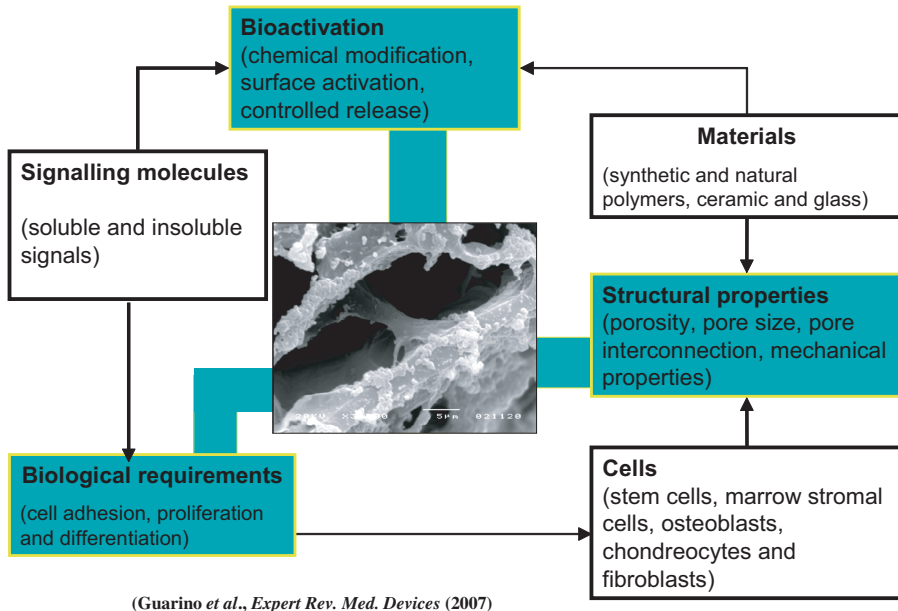 Bioactivation
(chemical modification,
surface activation,
controlled release)
Signalling molecules
(soluble and insoluble
signals)
Materials
(synthetic and natural
polymers, ceramic and glass)
Structural properties
(porosity, pore size, pore
interconnection, mechanical
properties)
5µm 021120
Biological requirements
(cell adhesion, proliferation
and differentiation)
Cells
(stem cells, marrow stromal
cells, osteoblasts,
chondreocytes and
fibroblasts)
(Guarino et al., Expert Rev. Med. Devices (2007)